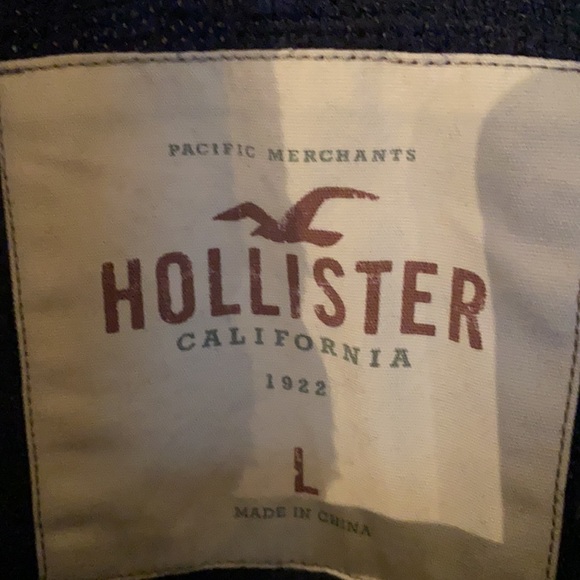 PACIFIC MERCHANTS
HOLLISTER
CALIFORNIA
1922
L
MADE IN CHINA